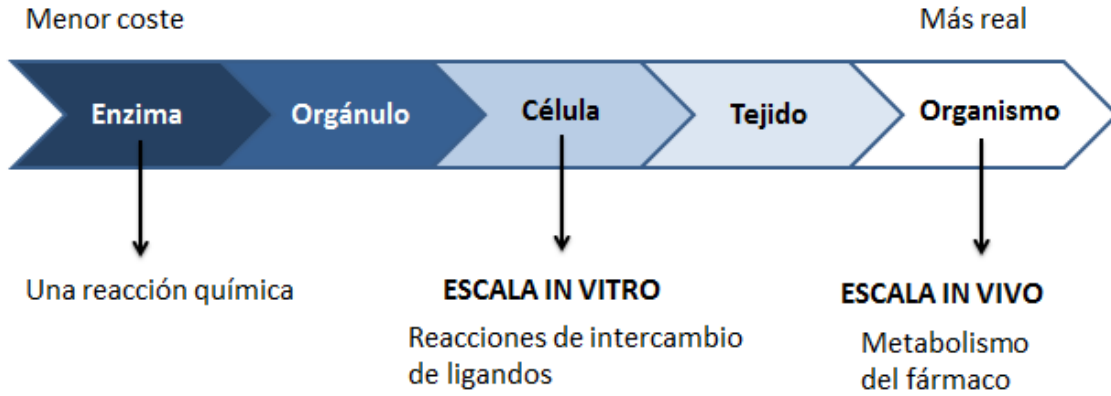 Menor coste
Más real
Enzima
Orgánulo
Célula
Tejido
Organismo
Una reacción química
ESCALA IN VITRO
Reacciones de intercambio
de ligandos
ESCALA IN VIVO
Metabolismo
del fármaco